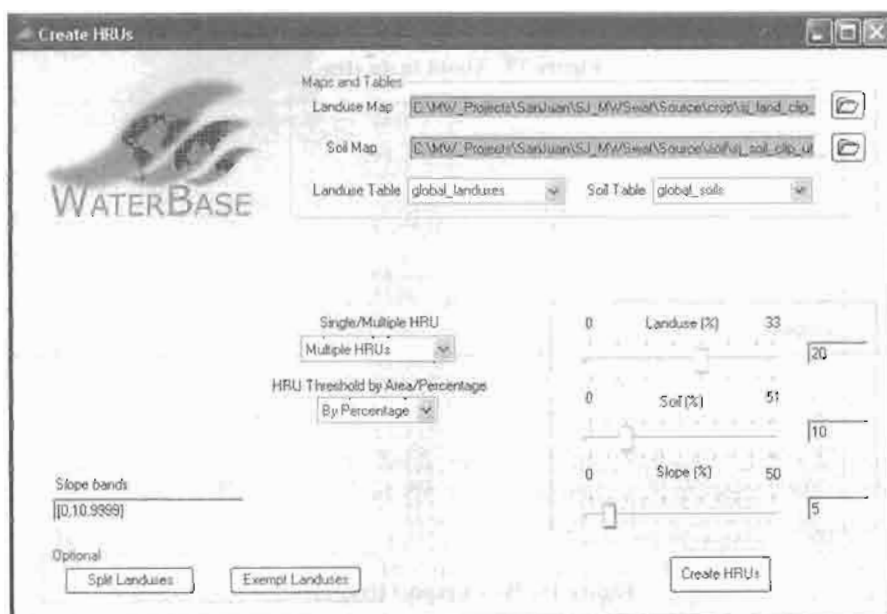 Create HRUs
Maps and Tables
Landuse Map C:\MW_Projects\SanJuan\SJ_MWSwat\Source\crop\sj_land_clip_
Soil Map C:\MW_Projects\SanJuan\SJ_MWSwat\Source\soil\sj_soil_clip_ut
WATERBASE
Landuse Table global_landuses Soil Table global_soils
Single/Multiple HRU
Multiple HRUs
HRU Threshold by Area/Percentage
By Percentage
0 Landuse (%) 33
20
0 Soil (%) 51
10
0 Slope (%) 50
5
Slope bands
[0,10,9999]
Optional
Split Landuses
Exempt Landuses
Create HRUs